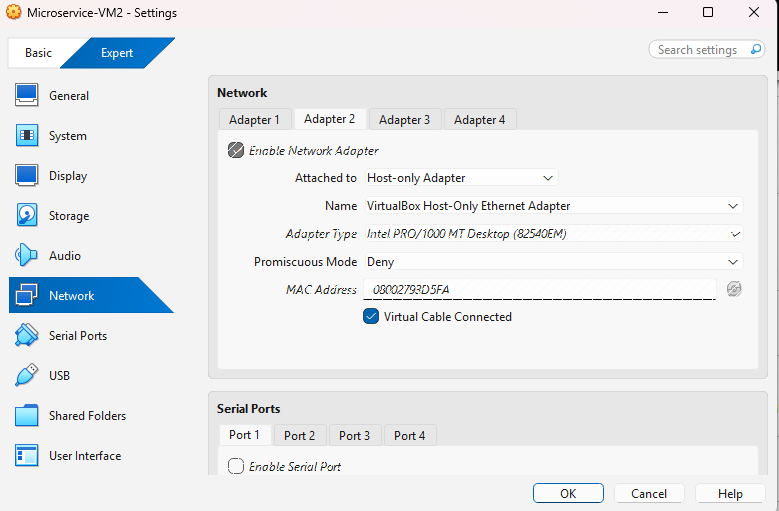 Microservice-VM2 - Settings
Basic
Expert
Search settings
General
System
Display
Storage
Audio
Network
Serial Ports
USB
Shared Folders
User Interface
Network
Adapter 1
Adapter 2
Adapter 3
Adapter 4
Enable Network Adapter
Attached to Host-only Adapter
Name VirtualBox Host-Only Ethernet Adapter
Adapter Type Intel PRO/1000 MT Desktop (82540EM)
Promiscuous Mode Deny
MAC Address 08002793D5FA
Virtual Cable Connected
Serial Ports
Port 1
Port 2
Port 3
Port 4
Enable Serial Port
OK
Cancel
Help